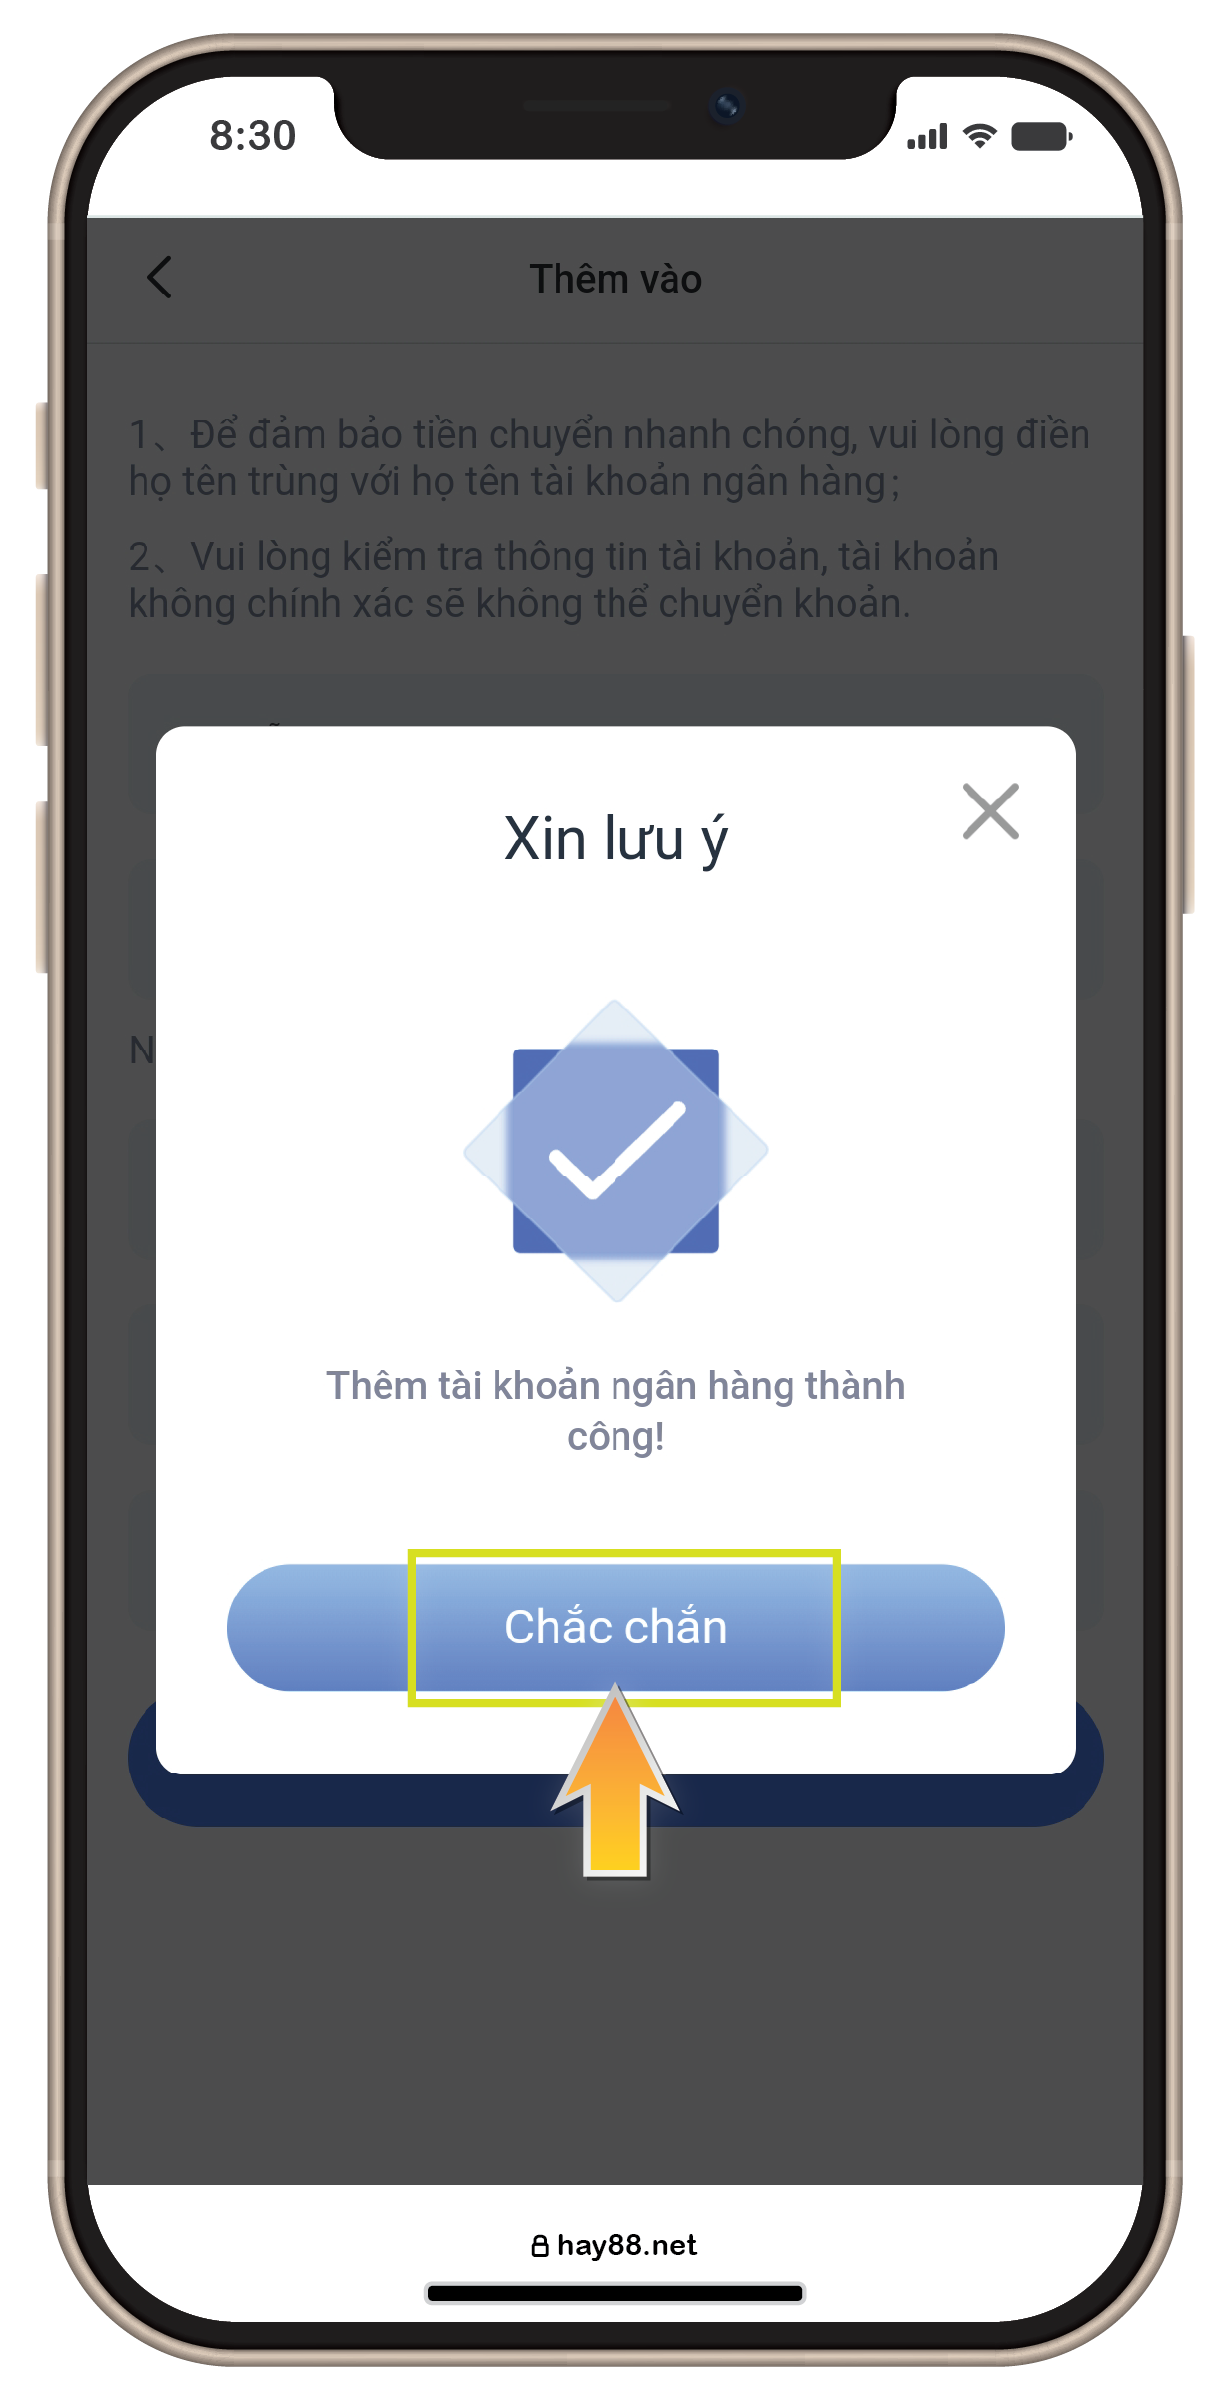 8:30
Thêm vào
1、Để đảm bảo tiền chuyển nhanh chóng, vui lòng điền
họ tên trùng với họ tên tài khoản ngân hàng；
2、Vui lòng kiểm tra thông tin tài khoản, tài khoản
không chính xác sẽ không thể chuyển khoản.
Xin lưu ý
N
Thêm tài khoản ngân hàng thành
công!
Chắc chắn
hay88.net